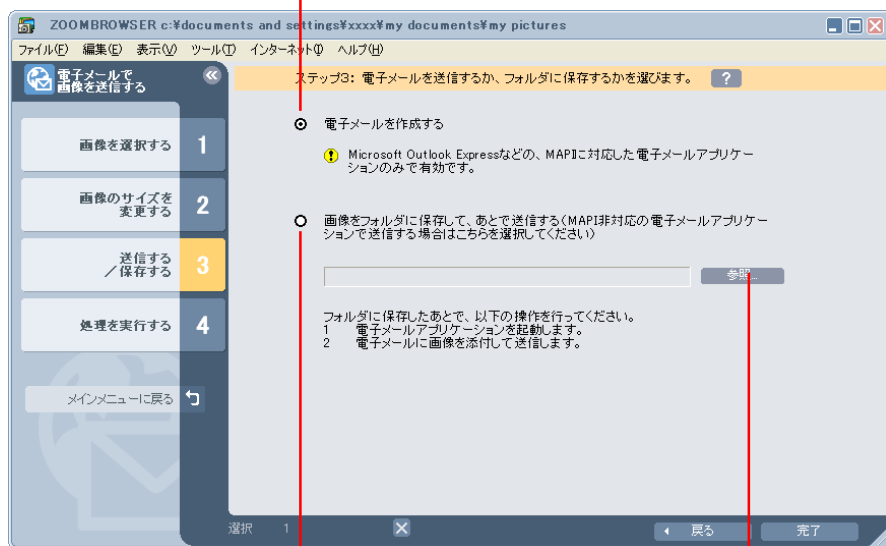 ZOOMBROWSER c:¥documents and settings¥xxxx¥my documents¥my pictures
ファイル(F) 編集(E) 表示(V) ツール(T) インターネット(I) ヘルプ(H)
電子メールで
画像を送信する
ステップ3: 電子メールを送信するか、フォルダに保存するかを選びます。 ?
画像を選択する 1
画像のサイズを
変更する 2
送信する
／保存する 3
処理を実行する 4
メインメニューに戻る
電子メールを作成する
Microsoft Outlook Expressなどの、MAPIに対応した電子メールアプリケー
ションのみで有効です。
画像をフォルダに保存して、あとで送信する(MAPI非対応の電子メールアプリケー
ションで送信する場合はこちらを選択してください)
参照...
フォルダに保存したあとで、以下の操作を行ってください。
1 電子メールアプリケーションを起動します。
2 電子メールに画像を添付して送信します。
選択 1
戻る
完了